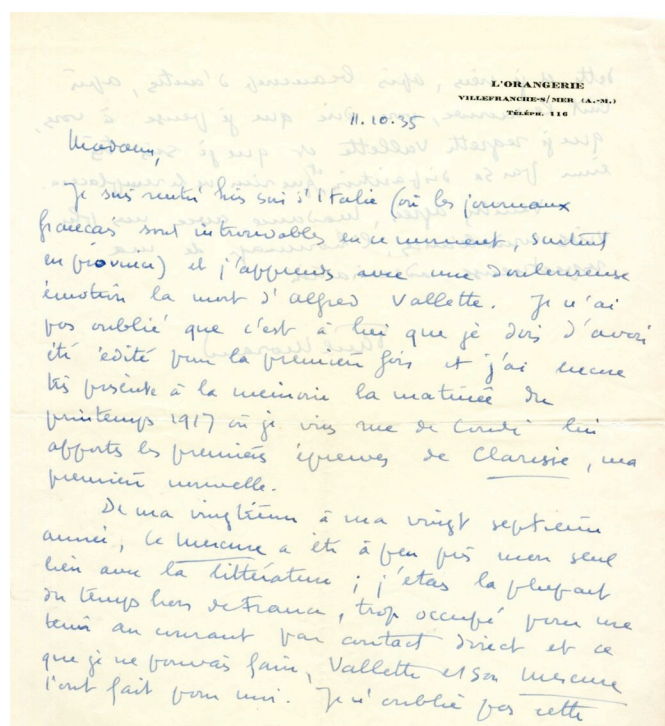 L'ORANGERIE
VILLEFRANCHE-S/MER (A.-M.)
TÉLÉPH. 116
11.10.35
Madame,
Je suis rentré hier soir d'Italie (où les journaux
français sont introuvables en ce moment, surtout
en province) et j'apprends avec une douloureuse
émotion la mort d'Alfred Vallette. Je n'ai
pas oublié que c'est à lui que je dois d'avoir
été édité pour la première fois et j'ai encore
très présente à la mémoire la matinée du
printemps 1917 où je vins rue de Condé lui
apporter les premières épreuves de Clarisse, ma
première nouvelle.
De ma vingtième à ma vingt septième
année, le Mercure a été à peu près mon seul
lien avec la littérature ; j'étais la plupart
du temps hors de France, trop occupé pour me
tenir au courant par contact direct et ce
que je ne pouvais faire, Vallette et son Mercure
l'ont fait pour moi. Je n'oublie pas cette